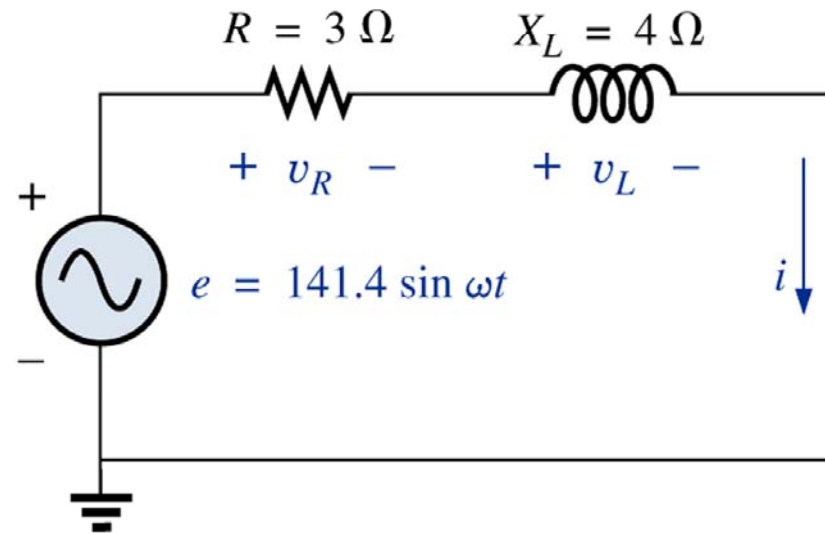 R = 3 Ω
X_L = 4 Ω
+ v_R −
+ v_L −
+
e = 141.4 sin ωt
i
−